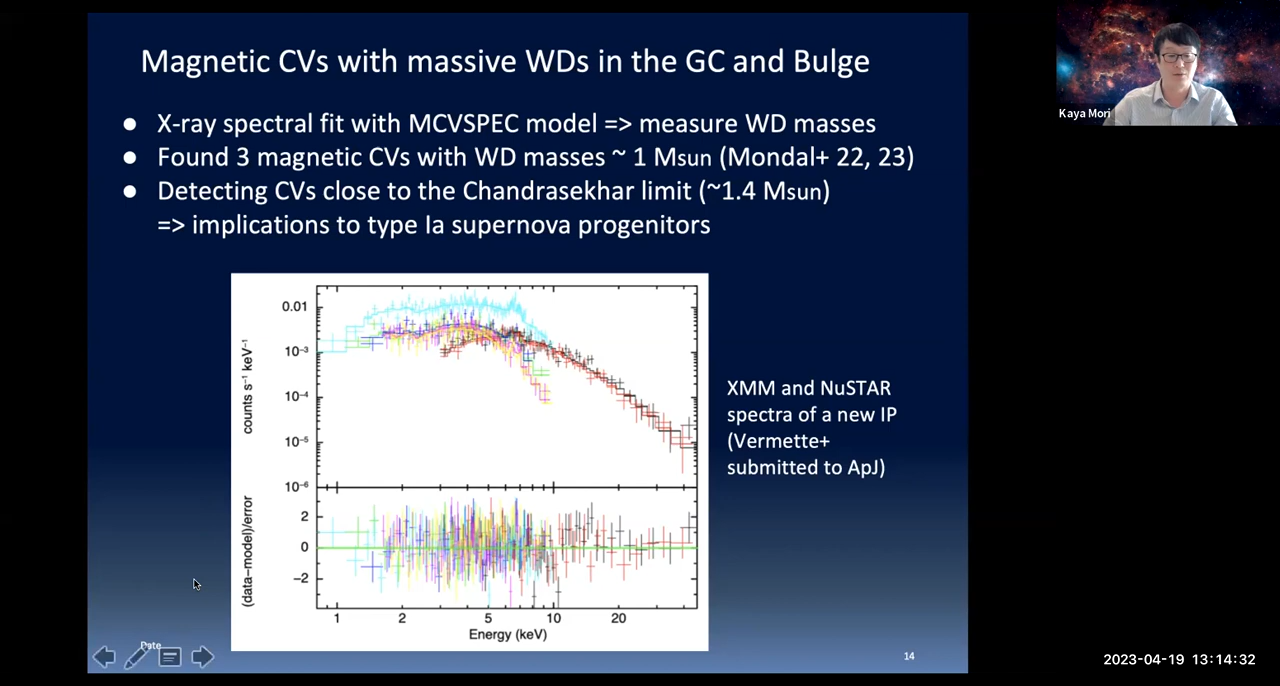 Magnetic CVs with massive WDs in the GC and Bulge
● X-ray spectral fit with MCVSPEC model => measure WD masses
● Found 3 magnetic CVs with WD masses ~ 1 Msun (Mondal+ 22, 23)
● Detecting CVs close to the Chandrasekhar limit (~1.4 Msun)
=> implications to type Ia supernova progenitors
counts s⁻¹ keV⁻¹
0.01
10⁻³
10⁻⁴
10⁻⁵
10⁻⁶
(data−model)/error
2
0
−2
1 2 5 10 20
Energy (keV)
XMM and NuSTAR
spectra of a new IP
(Vermette+
submitted to ApJ)
Date
14
Kaya Mori
2023-04-19 13:14:32